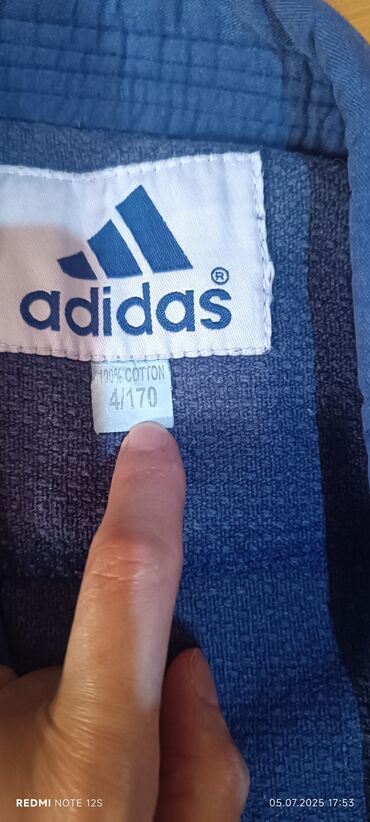 adidas®
100% COTTON
4/170
REDMI NOTE 12S
05.07.2025 17:53